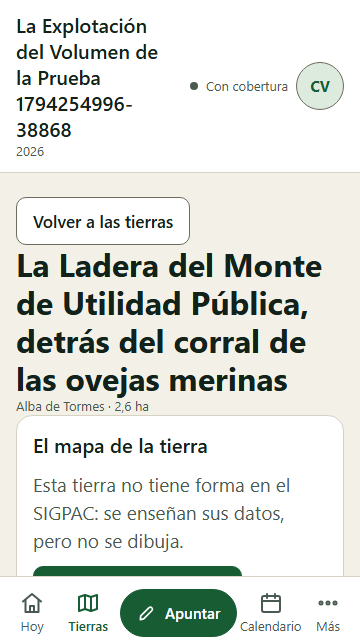 La Explotación
del Volumen de
la Prueba
1794254996-
38868
2026
Con cobertura
CV
Volver a las tierras
La Ladera del Monte
de Utilidad Pública,
detrás del corral de
las ovejas merinas
Alba de Tormes · 2,6 ha
El mapa de la tierra
Esta tierra no tiene forma en el
SIGPAC: se enseñan sus datos,
pero no se dibuja.
Hoy
Tierras
Apuntar
Calendario
Más